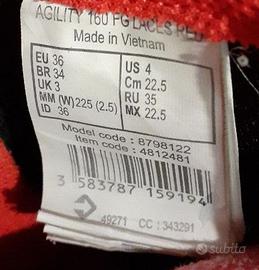 AGILITY 160 FG LACES RED
Made in Vietnam
EU 36
BR 34
UK 3
MM (W) 225 (2.5)
ID 36
US 4
Cm 22.5
RU 35
MX 22.5
Model code : 8798122
Item code : 4812481
3 583787 159194
49271 CC : 343291
subito